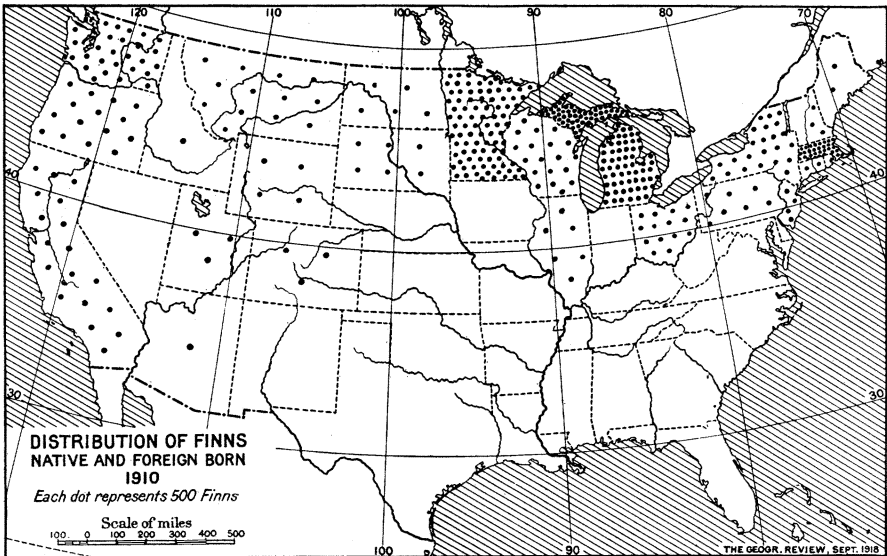 120
110
100
90
80
70
40
40
30
30
DISTRIBUTION OF FINNS
NATIVE AND FOREIGN BORN
1910
Each dot represents 500 Finns
Scale of miles
100 0 100 200 300 400 500
100
90
80
THE GEOGR. REVIEW, SEPT. 1918